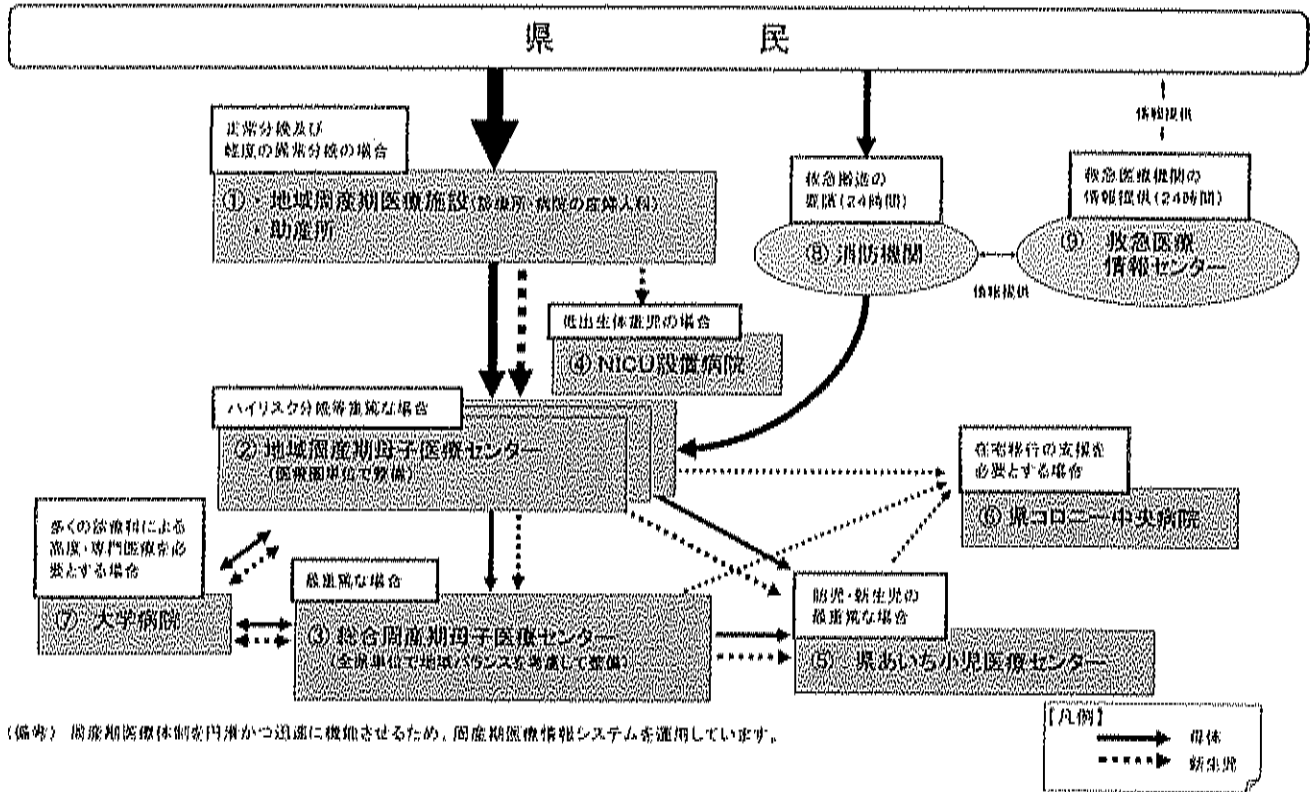 県 民
正常分娩及び
軽度の異常分娩の場合
①・地域周産期医療施設(診療所・病院の産婦人科)
・助産所
救急搬送の
要請(24時間)
⑧ 消防機関
情報提供
救急医療機関の
情報提供(24時間)
⑨ 救急医療
情報センター
情報提供
低出生体重児の場合
④ NICU設置病院
ハイリスク分娩等重篤な場合
② 地域周産期母子医療センター
(医療圏単位で整備)
在宅移行の支援を
必要とする場合
⑥ 県コロニー中央病院
多くの診療科による
高度・専門医療を必
要とする場合
⑦ 大学病院
最重篤な場合
③ 総合周産期母子医療センター
(全県単位で地域バランスを考慮して整備)
胎児・新生児の
最重篤な場合
⑤ 県あいち小児医療センター
(備考) 周産期医療体制を円滑かつ迅速に機能させるため、周産期医療情報システムを運用しています。
【凡例】
母体
新生児